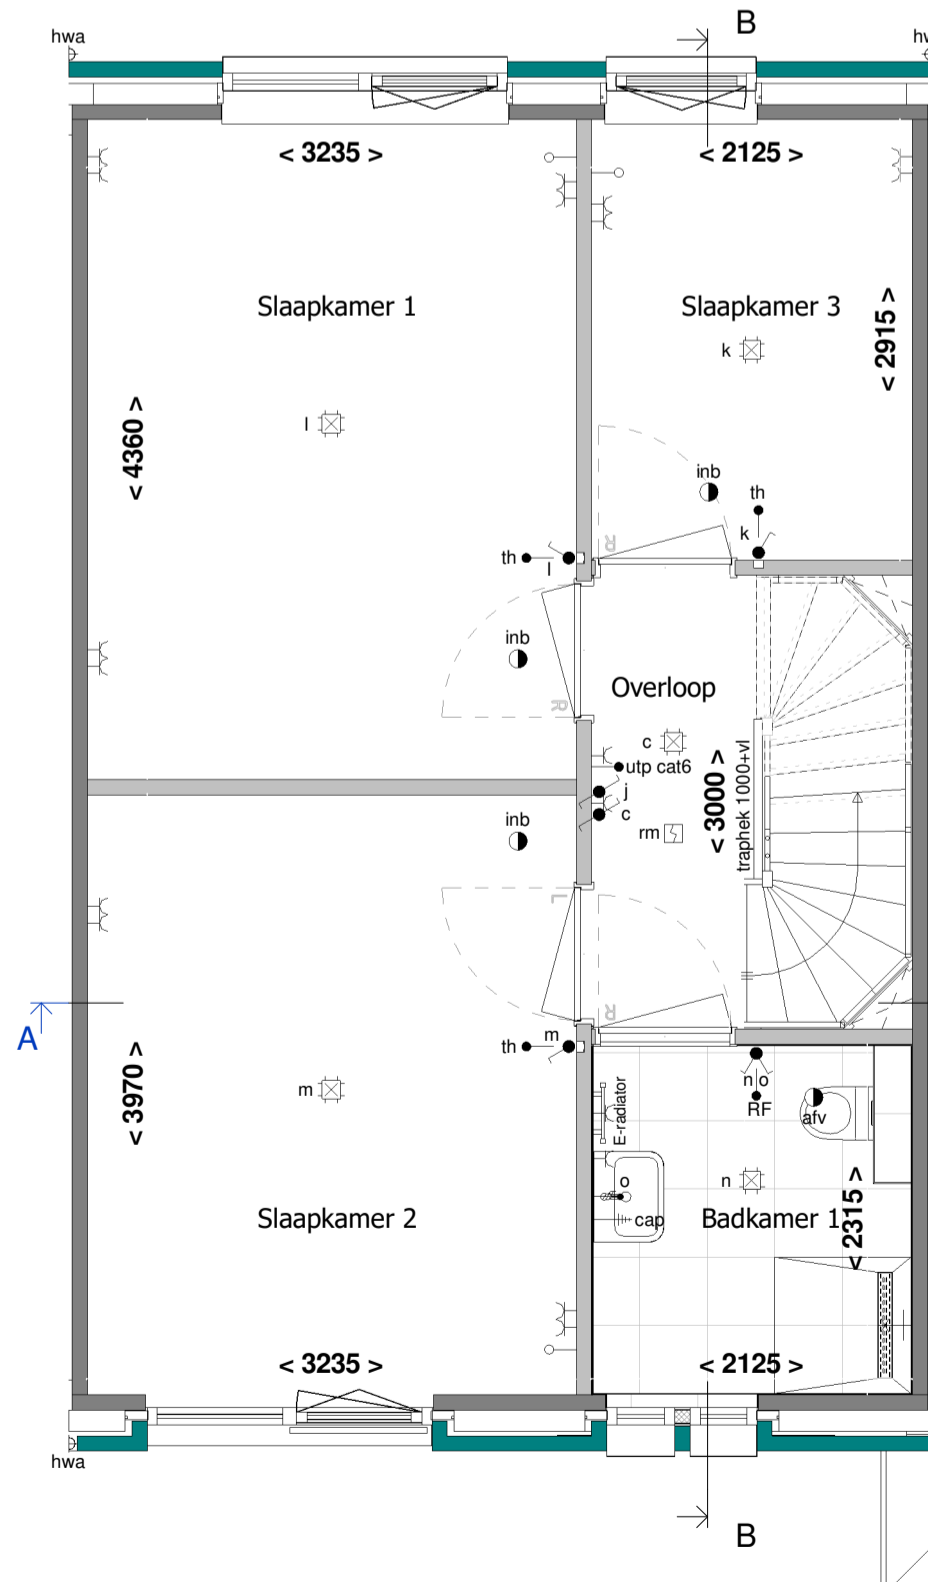 B
hwa
< 3235 >
< 2125 >
Slaapkamer 1
Slaapkamer 3
< 2915 >
k
l
< 4360 >
inb
th
k
R
th
l
inb
R
Overloop
c
utp cat6
j
c
rm
< 3000 >
traphek 1000+vl
inb
L
R
A
th
m
m
< 3970 >
E-radiator
n o
RF
afv
o
n
cap
Slaapkamer 2
Badkamer 1
< 2315 >
< 3235 >
< 2125 >
hwa
B